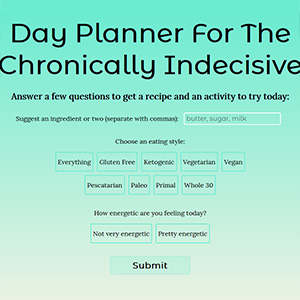 Day Planner For The
Chronically Indecisive
Answer a few questions to get a recipe and an activity to try today:
Suggest an ingredient or two (separate with commas): butter, sugar, milk
Choose an eating style:
Everything Gluten Free Ketogenic Vegetarian Vegan
Pescatarian Paleo Primal Whole 30
How energetic are you feeling today?
Not very energetic Pretty energetic
Submit